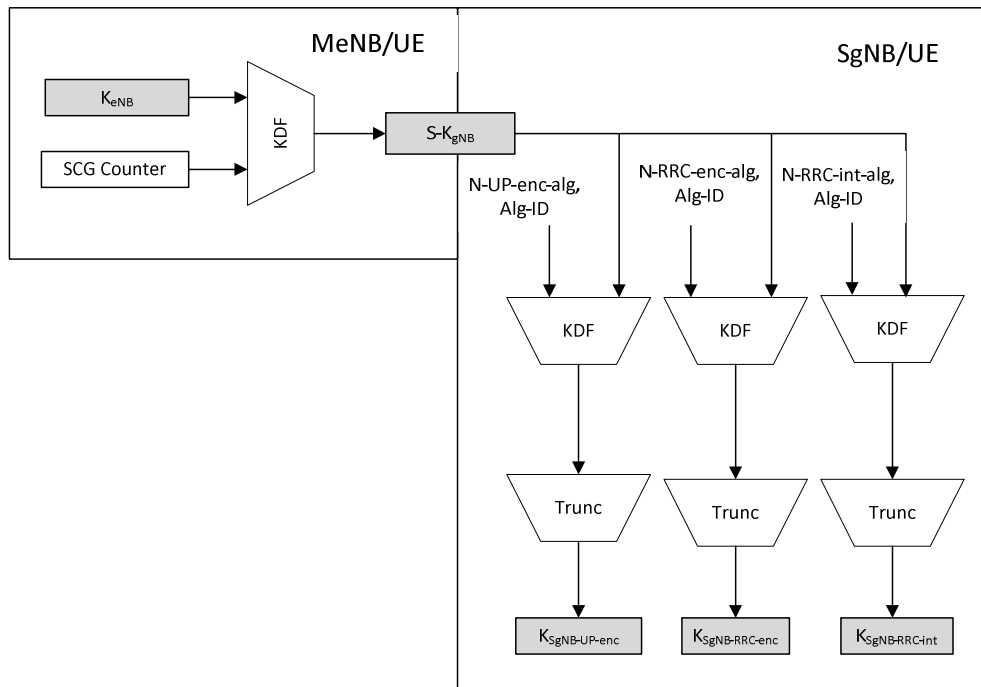 MeNB/UE
SgNB/UE
KeNB
KDF
SCG Counter
S-KgNB
N-UP-enc-alg,
Alg-ID
N-RRC-enc-alg,
Alg-ID
N-RRC-int-alg,
Alg-ID
KDF
KDF
KDF
Trunc
Trunc
Trunc
KSgNB-UP-enc
KSgNB-RRC-enc
KSgNB-RRC-int